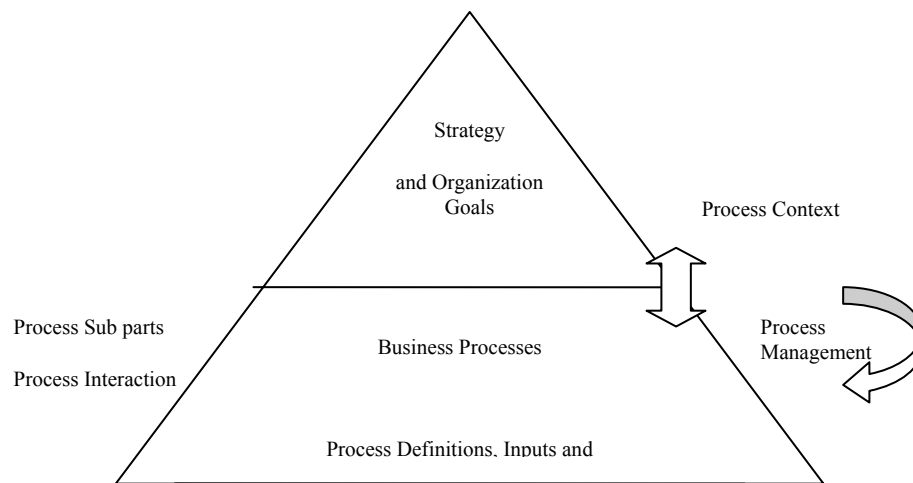 Strategy
and Organization
Goals
Process Context
Process Sub parts
Process Interaction
Business Processes
Process
Management
Process Definitions, Inputs and